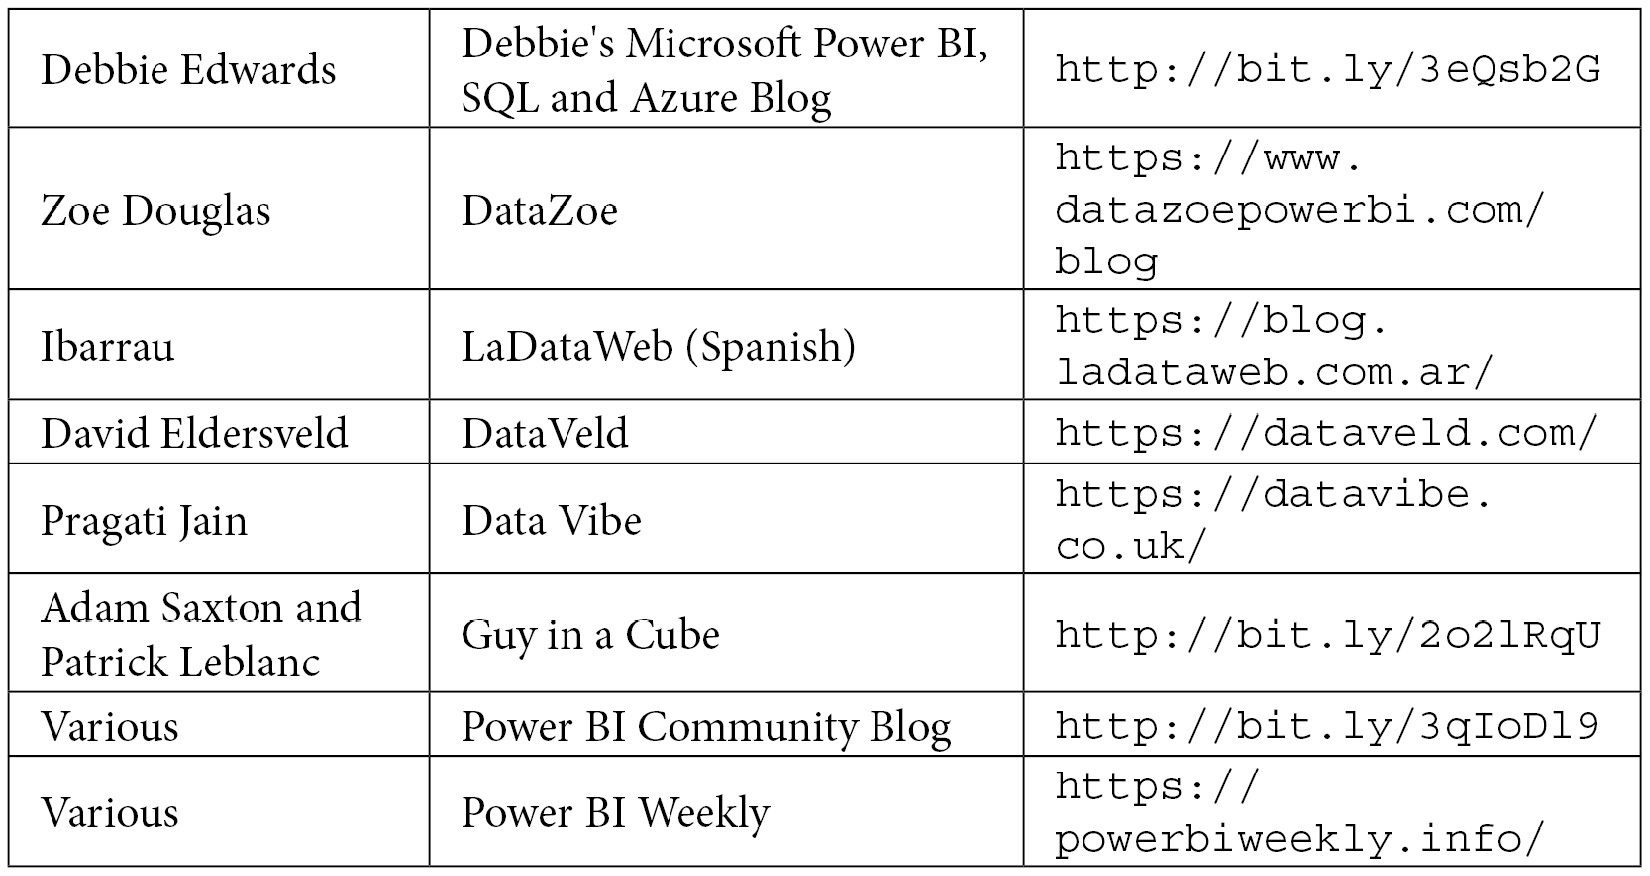 Debbie Edwards
Debbie's Microsoft Power BI,
SQL and Azure Blog
http://bit.ly/3eQsb2G
Zoe Douglas
DataZoe
https://www.
datazoepowerbi.com/
blog
Ibarrau
LaDataWeb (Spanish)
https://blog.
ladataweb.com.ar/
David Eldersveld
DataVeld
https://dataveld.com/
Pragati Jain
Data Vibe
https://datavibe.
co.uk/
Adam Saxton and
Patrick Leblanc
Guy in a Cube
http://bit.ly/2o2lRqU
Various
Power BI Community Blog
http://bit.ly/3qIoDl9
Various
Power BI Weekly
https://
powerbiweekly.info/